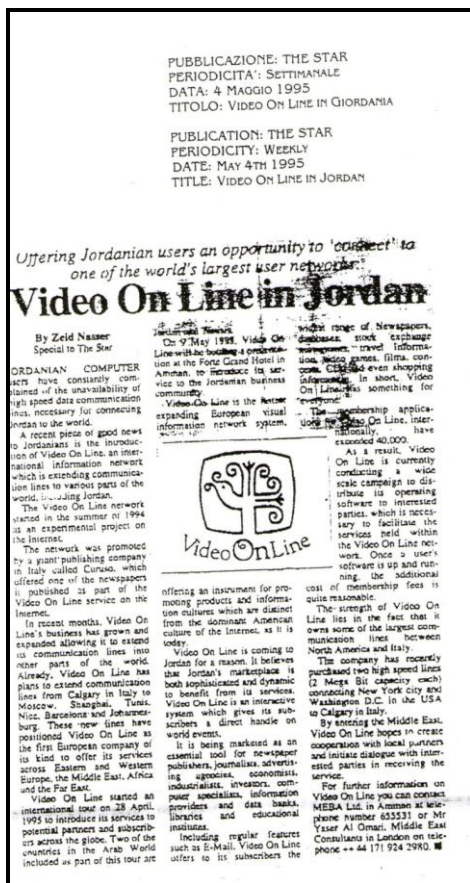 PUBBLICAZIONE: THE STAR
PERIODICITA': SETTIMANALE
DATA: 4 MAGGIO 1995
TITOLO: VIDEO ON LINE IN GIORDANIA
PUBLICATION: THE STAR
PERIODICITY: WEEKLY
DATE: MAY 4TH 1995
TITLE: VIDEO ON LINE IN JORDAN
Offering Jordanian users an opportunity to 'connect' to
one of the world's largest user networks
Video On Line in Jordan
By Zeid Nasser
Special to The Star
ORDANIAN COMPUTER
sers have constantly com-
plained of the unavailability of
high speed data communication
lines, necessary for connecting
Jordan to the world.
A recent piece of good news
to Jordanians is the introduc-
tion of Video On Line, an inter-
national information network
which is extending communica-
tion lines to various parts of the
world, including Jordan.
The Video On Line network
started in the summer of 1994
as an experimental project on
the Internet.
The network was promoted
by a giant publishing company
in Italy called Curuso, which
offered one of the newspapers
it published as part of the
Video On Line service on the
Internet.
In recent months, Video On
Line's business has grown and
expanded allowing it to extend
its communication lines into
other parts of the world.
Already, Video On Line has
plans to extend communication
lines from Calgary in Italy to
Moscow, Shanghai, Tunis,
Nice, Barcelona and Johannes-
burg. These new lines have
positioned Video On Line as
the first European company of
its kind to offer its services
across Eastern and Western
Europe, the Middle East, Africa
and the Far East.
Video On Line started an
international tour on 28 April,
1995 to introduce its services to
potential partners and subscrib-
ers across the globe. Two of the
countries in the Arab World
included as part of this tour are
Jordan and
On 9 May 1995, Video On
Line will be hosting a
tion at the Forte Grand Hotel in
Amman, to introduce its ser-
vice to the Jordanian business
community.
Video On Line is the fastest
expanding European visual
information network system,
Video On Line
offering an instrument for pro-
moting products and informa-
tion cultures which are distinct
from the dominant American
culture of the Internet, as it is
today.
Video On Line is coming to
Jordan for a reason. It believes
that Jordan's marketplace is
both sophisticated and dynamic
to benefit from its services.
Video On Line is an interactive
system which gives its sub-
scribers a direct handle on
world events.
It is being marketed as an
essential tool for newspaper
publishers, journalists, advertis-
ing agencies, economists,
industrialists, investors, com-
puter specialists, information
providers and data banks,
libraries and educational
institutes.
Including regular features
such as E-Mail, Video On Line
offers to its subscribers the
widest range of Newspapers,
databases, stock exchange
travel informa-
tion, video games, films, con-
and even shopping
In short, Video
On Line has something for
"everyone."
The membership applica-
tions for Video On Line, inter-
nationally, have
exceeded 40,000.
As a result, Video
On Line is currently
conducting a wide
scale campaign to dis-
tribute its operating
software to interested
parties, which is neces-
sary to facilitate the
services held within
the Video On Line net-
work. Once a user's
software is up and run-
ning, the additional
cost of membership fees is
quite reasonable.
The strength of Video On
Line lies in the fact that it
owns some of the largest com-
munication lines between
North America and Italy.
The company has recently
purchased two high speed lines
(2 Mega Bit capacity each)
connecting New York city and
Washington D.C. in the USA
to Calgary in Italy.
By entering the Middle East,
Video On Line hopes to create
cooperation with local partners
and initiate dialogue with inter-
ested parties in receiving the
service.
For further information on
Video On Line you can contact
MEBA Ltd. in Amman at tele-
phone number 655531 or Mr
Yaser Al Omari, Middle East
Consultants in London on tele-
phone ++ 44 171 924 2980. ■